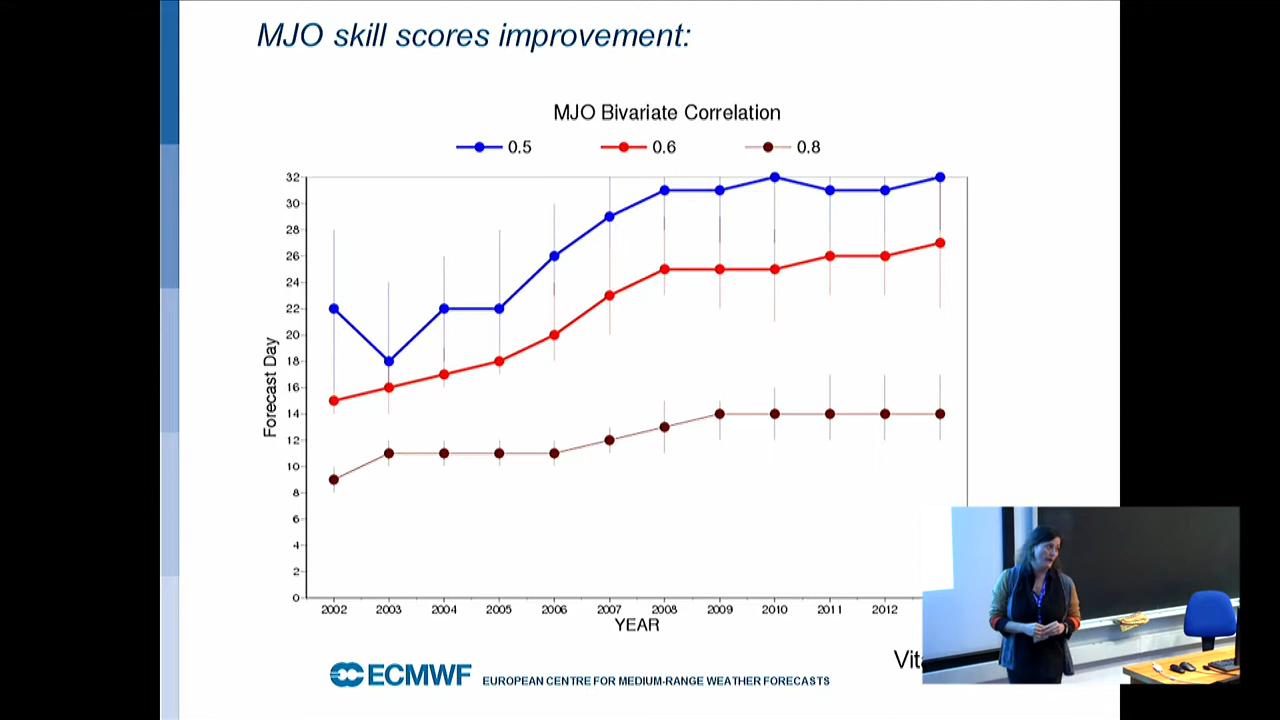 MJO skill scores improvement:
MJO Bivariate Correlation
0.5 0.6 0.8
32
30
28
26
24
22
20
18
16
14
12
10
8
6
4
2
0
Forecast Day
2002 2003 2004 2005 2006 2007 2008 2009 2010 2011 2012
YEAR
ECMWF EUROPEAN CENTRE FOR MEDIUM-RANGE WEATHER FORECASTS